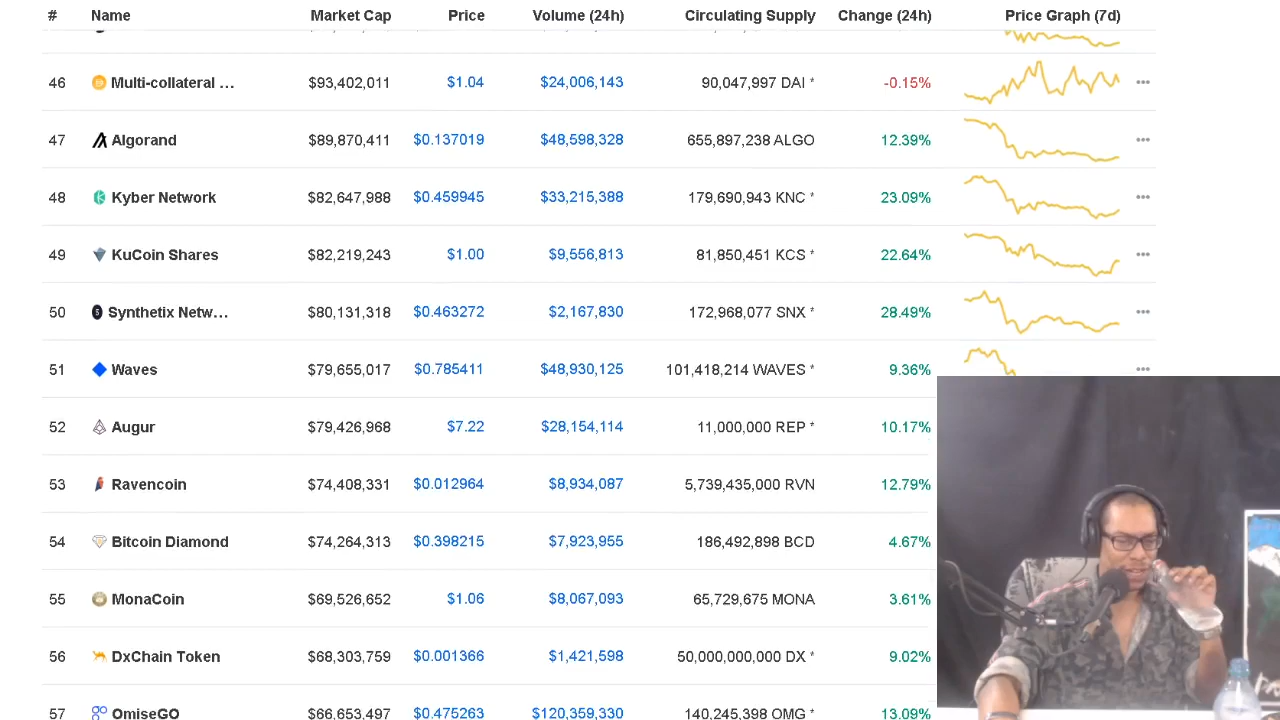 # Name Market Cap Price Volume (24h) Circulating Supply Change (24h) Price Graph (7d)
46 Multi-collateral ... $93,402,011 $1.04 $24,006,143 90,047,997 DAI * -0.15%
47 Algorand $89,870,411 $0.137019 $48,598,328 655,897,238 ALGO 12.39%
48 Kyber Network $82,647,988 $0.459945 $33,215,388 179,690,943 KNC * 23.09%
49 KuCoin Shares $82,219,243 $1.00 $9,556,813 81,850,451 KCS * 22.64%
50 Synthetix Netw... $80,131,318 $0.463272 $2,167,830 172,968,077 SNX * 28.49%
51 Waves $79,655,017 $0.785411 $48,930,125 101,418,214 WAVES * 9.36%
52 Augur $79,426,968 $7.22 $28,154,114 11,000,000 REP * 10.17%
53 Ravencoin $74,408,331 $0.012964 $8,934,087 5,739,435,000 RVN 12.79%
54 Bitcoin Diamond $74,264,313 $0.398215 $7,923,955 186,492,898 BCD 4.67%
55 MonaCoin $69,526,652 $1.06 $8,067,093 65,729,675 MONA 3.61%
56 DxChain Token $68,303,759 $0.001366 $1,421,598 50,000,000,000 DX * 9.02%
57 OmiseGO $66,653,497 $0.475263 $120,359,330 140,245,398 OMG * 13.09%